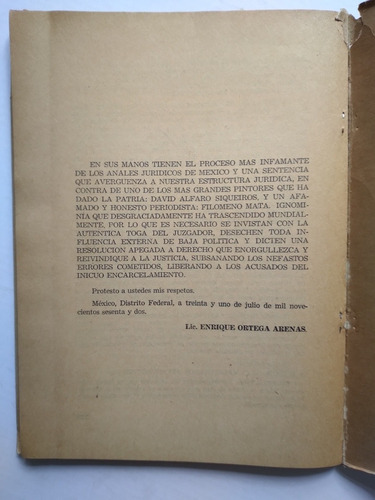 EN SUS MANOS TIENEN EL PROCESO MAS INFAMANTE
DE LOS ANALES JURIDICOS DE MEXICO Y UNA SENTENCIA
QUE AVERGUENZA A NUESTRA ESTRUCTURA JURIDICA, EN
CONTRA DE UNO DE LOS MAS GRANDES PINTORES QUE HA
DADO LA PATRIA: DAVID ALFARO SIQUEIROS, Y UN AFA-
MADO Y HONESTO PERIODISTA: FILOMENO MATA. IGNOMI-
NIA QUE DESGRACIADAMENTE HA TRASCENDIDO MUNDIAL-
MENTE, POR LO QUE ES NECESARIO SE INVISTAN CON LA
AUTENTICA TOGA DEL JUZGADOR, DESECHEN TODA IN-
FLUENCIA EXTERNA DE BAJA POLITICA Y DICTEN UNA
RESOLUCION APEGADA A DERECHO QUE ENORGULLEZCA Y
REIVINDIQUE A LA JUSTICIA, SUBSANANDO LOS NEFASTOS
ERRORES COMETIDOS, LIBERANDO A LOS ACUSADOS DEL
INICUO ENCARCELAMIENTO.
Protesto a ustedes mis respetos.
México, Distrito Federal, a treinta y uno de julio de mil nove-
cientos sesenta y dos.
Lic. ENRIQUE ORTEGA ARENAS.